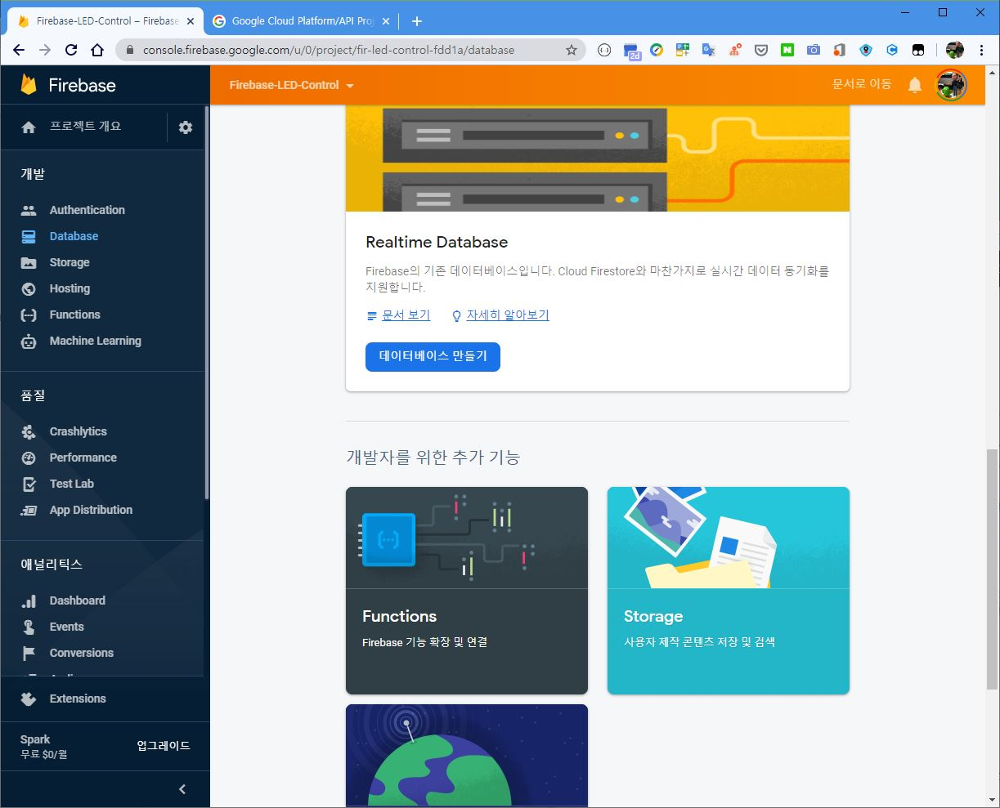 Firebase-LED-Control – Firebase
Google Cloud Platform/API Proj
console.firebase.google.com/u/0/project/fir-led-control-fdd1a/database
2d
Firebase
Firebase-LED-Control
문서로 이동
프로젝트 개요
개발
Authentication
Database
Storage
Hosting
Functions
Machine Learning
품질
Crashlytics
Performance
Test Lab
App Distribution
애널리틱스
Dashboard
Events
Conversions
Extensions
Spark
무료 $0/월
업그레이드
Realtime Database
Firebase의 기존 데이터베이스입니다. Cloud Firestore와 마찬가지로 실시간 데이터 동기화를
지원합니다.
문서 보기
자세히 알아보기
데이터베이스 만들기
개발자를 위한 추가 기능
Functions
Firebase 기능 확장 및 연결
Storage
사용자 제작 콘텐츠 저장 및 검색